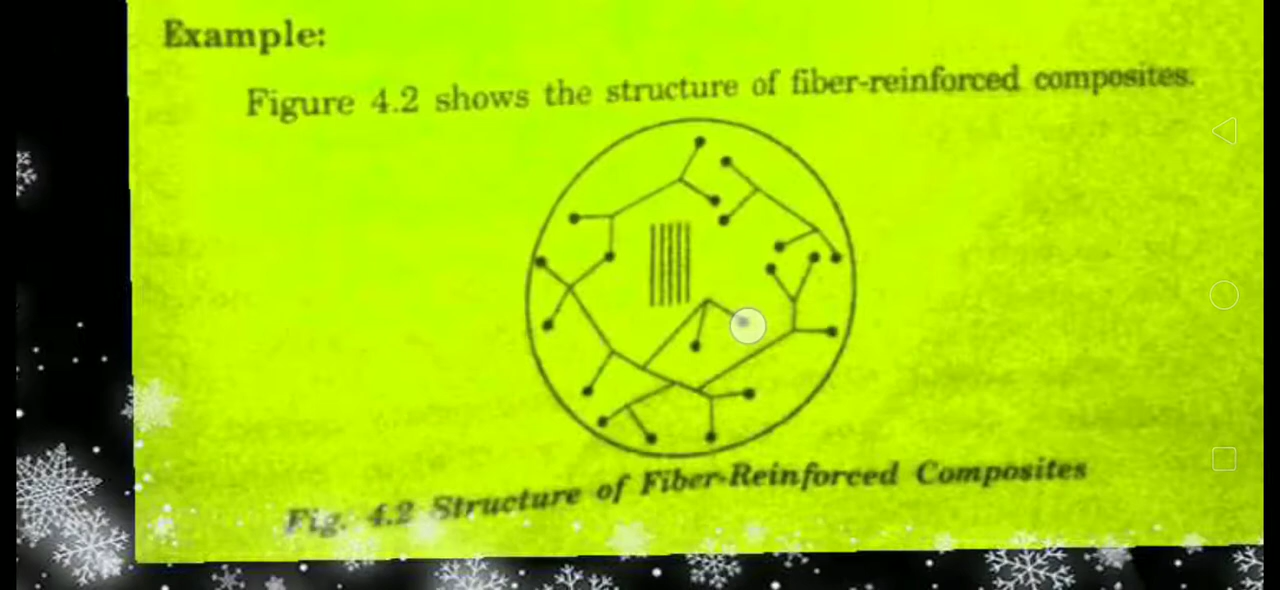 Example:
Figure 4.2 shows the structure of fiber-reinforced composites.
Fig. 4.2 Structure of Fiber-Reinforced Composites